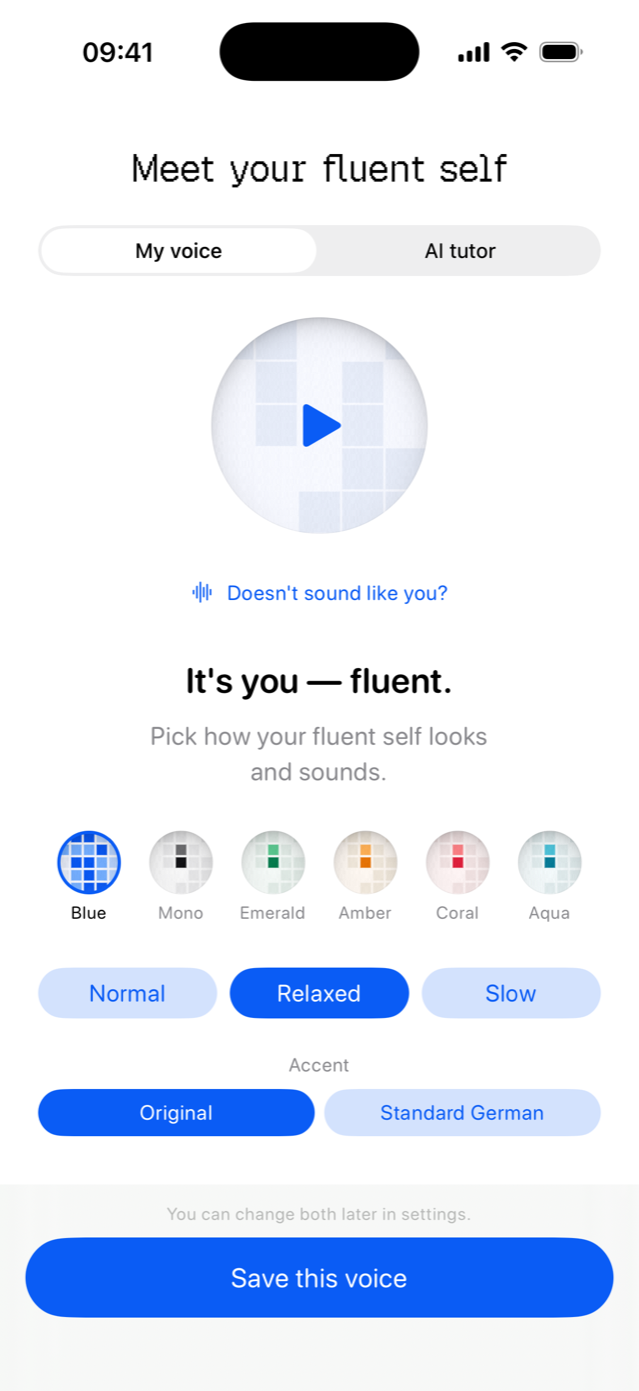 09:41
Meet your fluent self
My voice
AI tutor
Doesn't sound like you?
It's you — fluent.
Pick how your fluent self looks
and sounds.
Blue
Mono
Emerald
Amber
Coral
Aqua
Normal
Relaxed
Slow
Accent
Original
Standard German
You can change both later in settings.
Save this voice